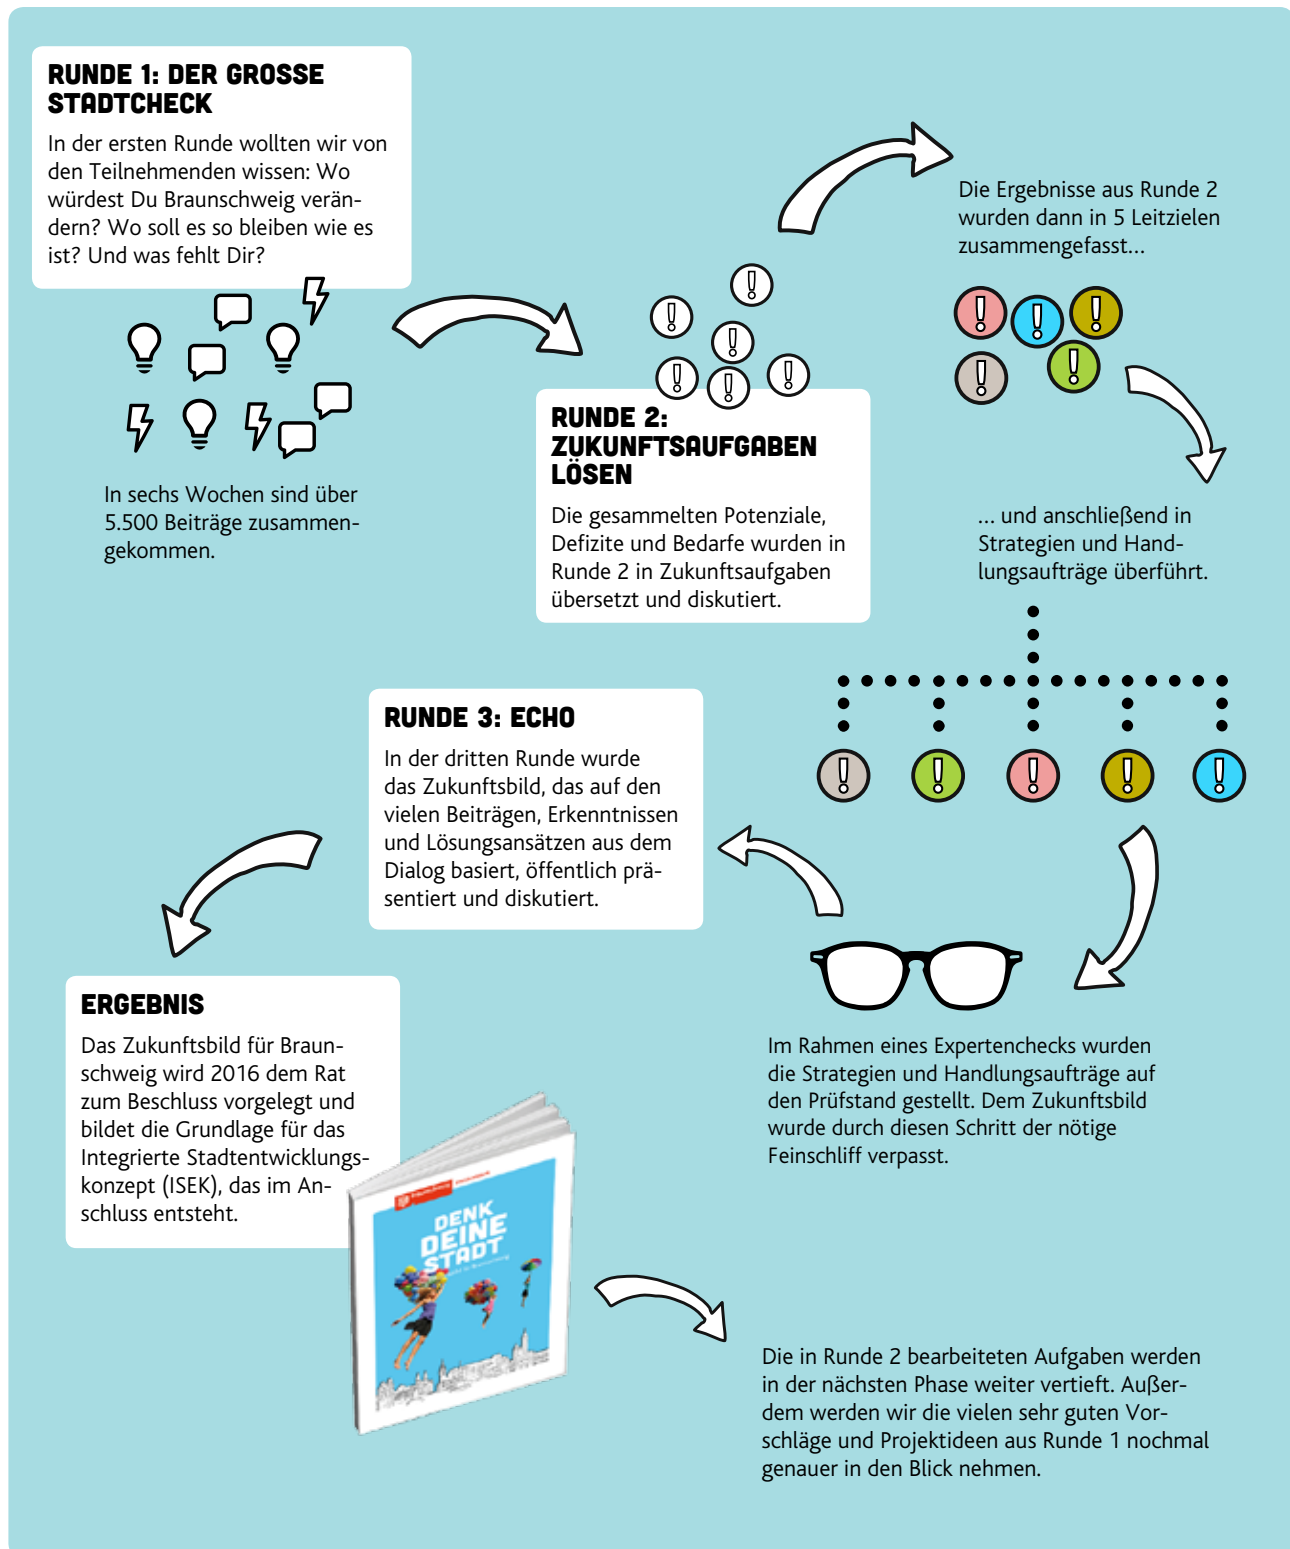 RUNDE 1: DER GROSSE
STADTCHECK
In der ersten Runde wollten wir von
den Teilnehmenden wissen: Wo
würdest Du Braunschweig verän-
dern? Wo soll es so bleiben wie es
ist? Und was fehlt Dir?
In sechs Wochen sind über
5.500 Beiträge zusammen-
gekommen.
RUNDE 2:
ZUKUNFTSAUFGABEN
LÖSEN
Die gesammelten Potenziale,
Defizite und Bedarfe wurden in
Runde 2 in Zukunftsaufgaben
übersetzt und diskutiert.
Die Ergebnisse aus Runde 2
wurden dann in 5 Leitzielen
zusammengefasst...
... und anschließend in
Strategien und Hand-
lungsaufträge überführt.
Im Rahmen eines Expertenchecks wurden
die Strategien und Handlungsaufträge auf
den Prüfstand gestellt. Dem Zukunftsbild
wurde durch diesen Schritt der nötige
Feinschliff verpasst.
RUNDE 3: ECHO
In der dritten Runde wurde
das Zukunftsbild, das auf den
vielen Beiträgen, Erkenntnissen
und Lösungsansätzen aus dem
Dialog basiert, öffentlich prä-
sentiert und diskutiert.
ERGEBNIS
Das Zukunftsbild für Braun-
schweig wird 2016 dem Rat
zum Beschluss vorgelegt und
bildet die Grundlage für das
Integrierte Stadtentwicklungs-
konzept (ISEK), das im An-
schluss entsteht.
DENK
DEINE
STADT
Die in Runde 2 bearbeiteten Aufgaben werden
in der nächsten Phase weiter vertieft. Außer-
dem werden wir die vielen sehr guten Vor-
schläge und Projektideen aus Runde 1 nochmal
genauer in den Blick nehmen.